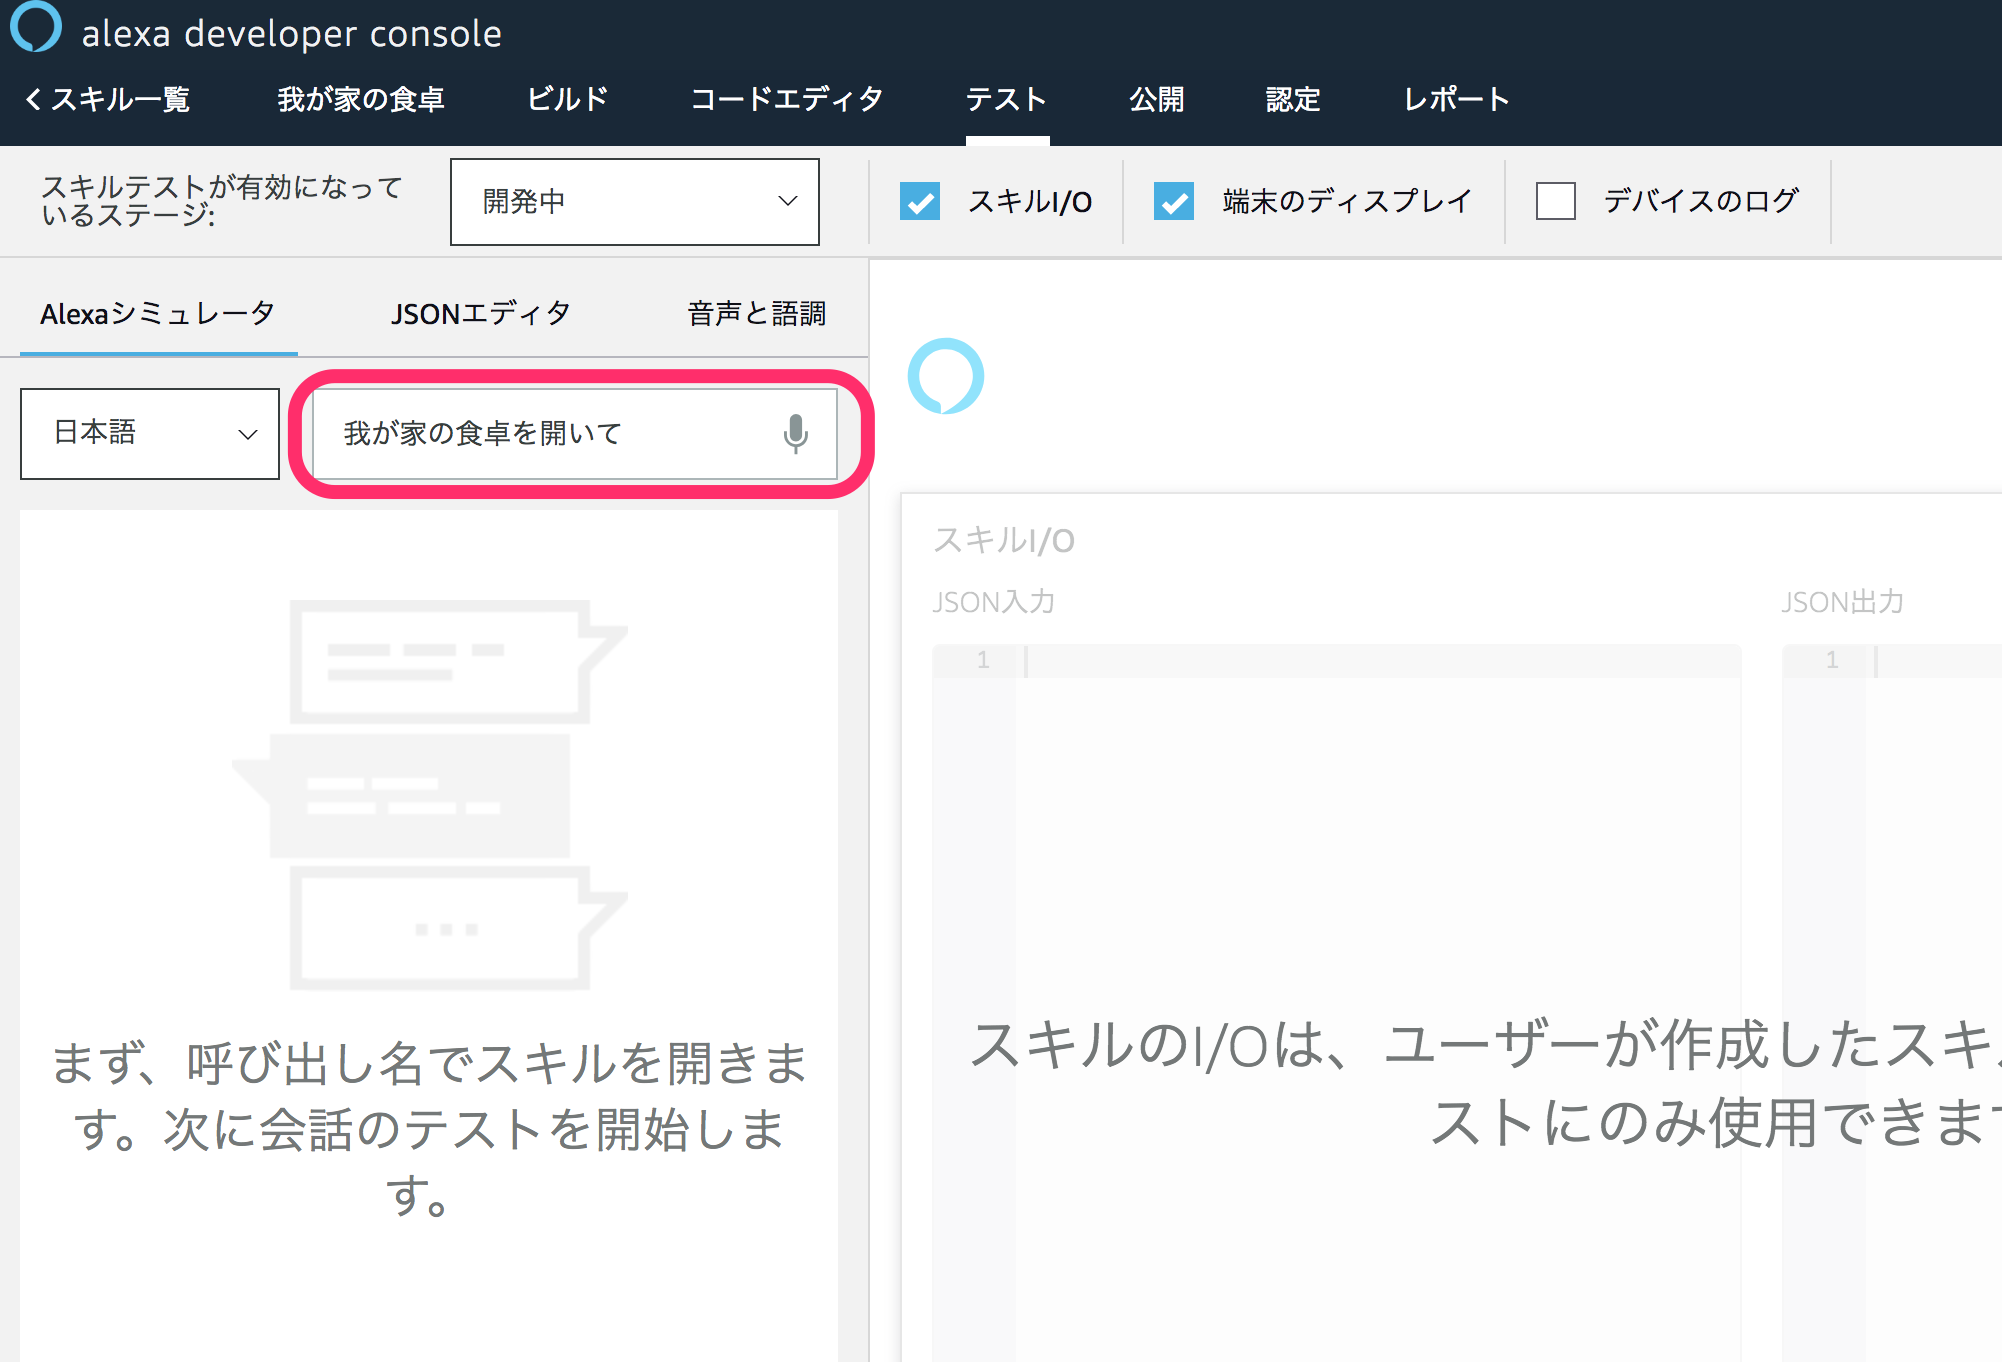 alexa developer console
スキル一覧 我が家の食卓 ビルド コードエディタ テスト 公開 認定 レポート
スキルテストが有効になって
いるステージ:
開発中
スキルI/O
端末のディスプレイ
デバイスのログ
Alexaシミュレータ JSONエディタ 音声と語調
日本語
我が家の食卓を開いて
まず、呼び出し名でスキルを開きま
す。次に会話のテストを開始しま
す。
スキルI/O
JSON入力
JSON出力
1
1
スキルのI/Oは、ユーザーが作成したスキ
ストにのみ使用できま